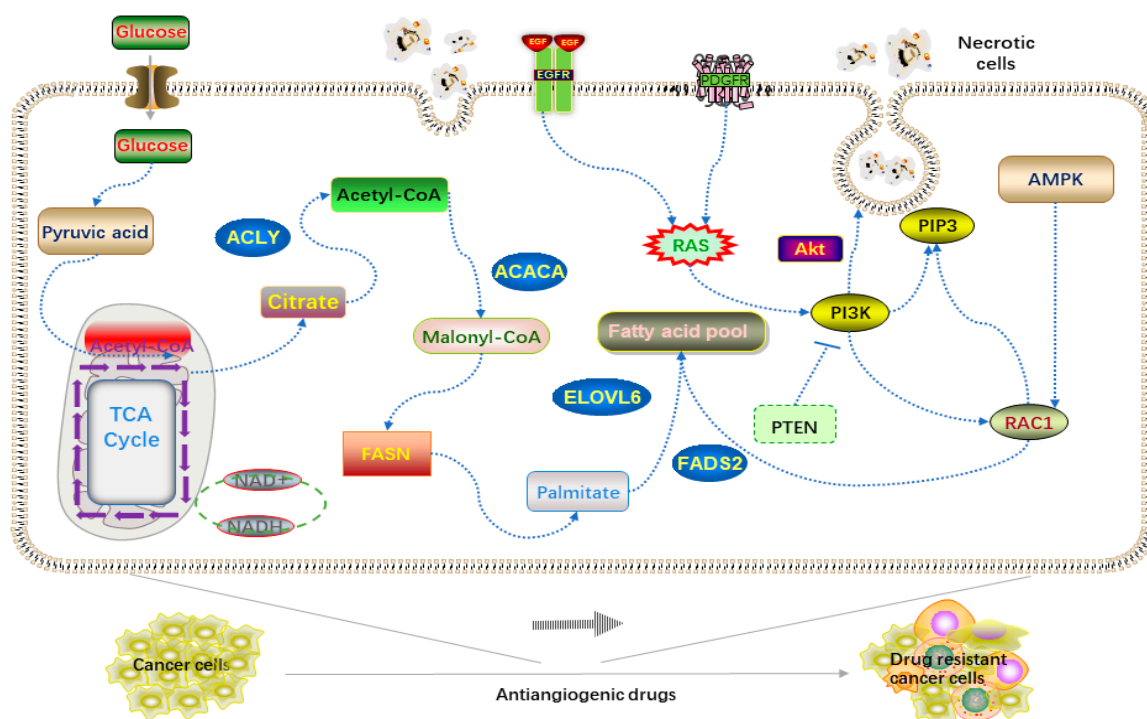 Glucose
EGF
EGF
EGFR
PDGFR
Necrotic
cells
Glucose
Acetyl-CoA
AMPK
Pyruvic acid
ACLY
RAS
Akt
PIP3
ACACA
Citrate
PI3K
Acetyl-CoA
Malonyl-CoA
Fatty acid pool
TCA
Cycle
ELOVL6
PTEN
RAC1
FASN
FADS2
NAD+
Palmitate
NADH
Cancer cells
Drug resistant
cancer cells
Antiangiogenic drugs